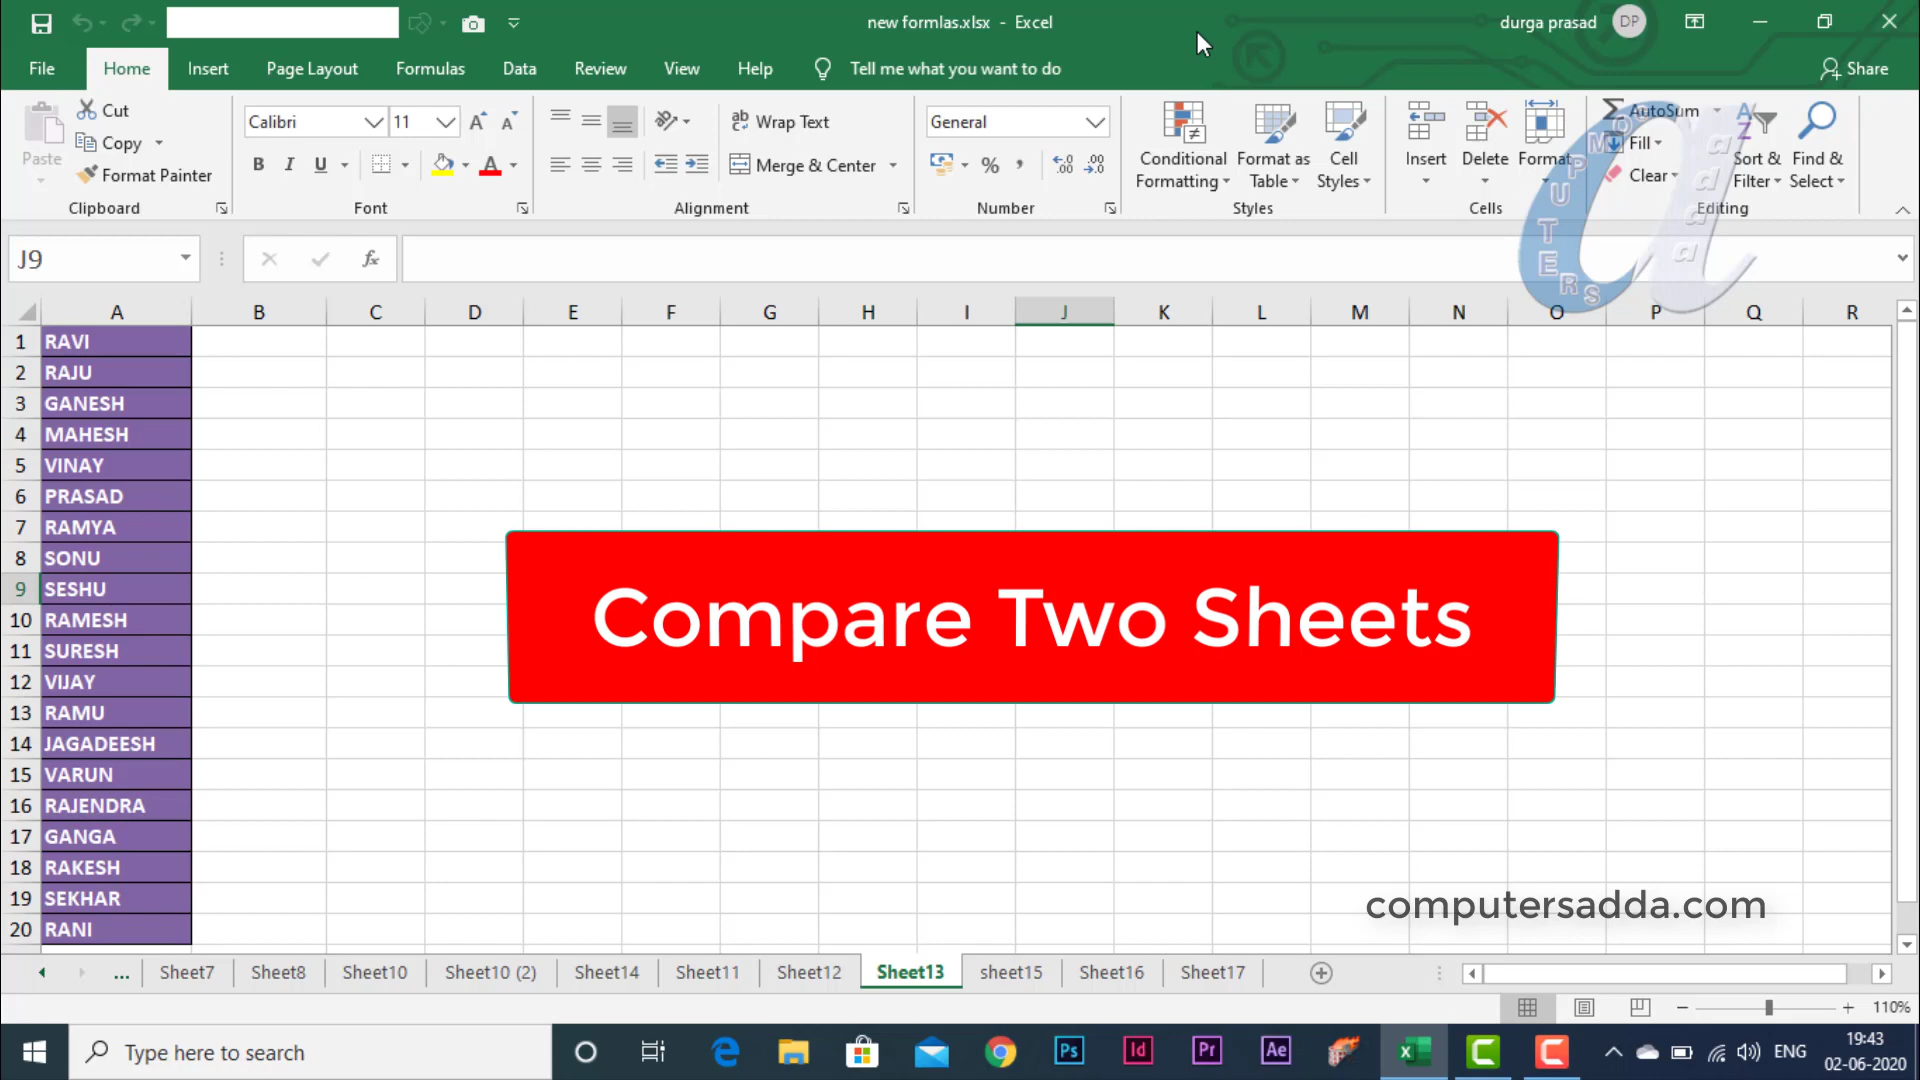 new formlas.xlsx - Excel
durga prasad DP
File Home Insert Page Layout Formulas Data Review View Help Tell me what you want to do Share
Paste
Cut
Copy
Format Painter
Clipboard
Calibri 11
B I U A
Font
Wrap Text
Merge & Center
Alignment
General
%
Number
Conditional Formatting
Format as Table
Cell Styles
Styles
Insert
Delete
Format
Cells
AutoSum
Fill
Clear
Sort & Filter
Find & Select
Editing
COMPUTERS
adda
J9 fx
A B C D E F G H I J K L M N O P Q R
1 RAVI
2 RAJU
3 GANESH
4 MAHESH
5 VINAY
6 PRASAD
7 RAMYA
8 SONU
9 SESHU
10 RAMESH
11 SURESH
12 VIJAY
13 RAMU
14 JAGADEESH
15 VARUN
16 RAJENDRA
17 GANGA
18 RAKESH
19 SEKHAR
20 RANI
Compare Two Sheets
computersadda.com
... Sheet7 Sheet8 Sheet10 Sheet10 (2) Sheet14 Sheet11 Sheet12 Sheet13 sheet15 Sheet16 Sheet17
110%
Type here to search
Ps Id Pr Ae
ENG
19:43
02-06-2020